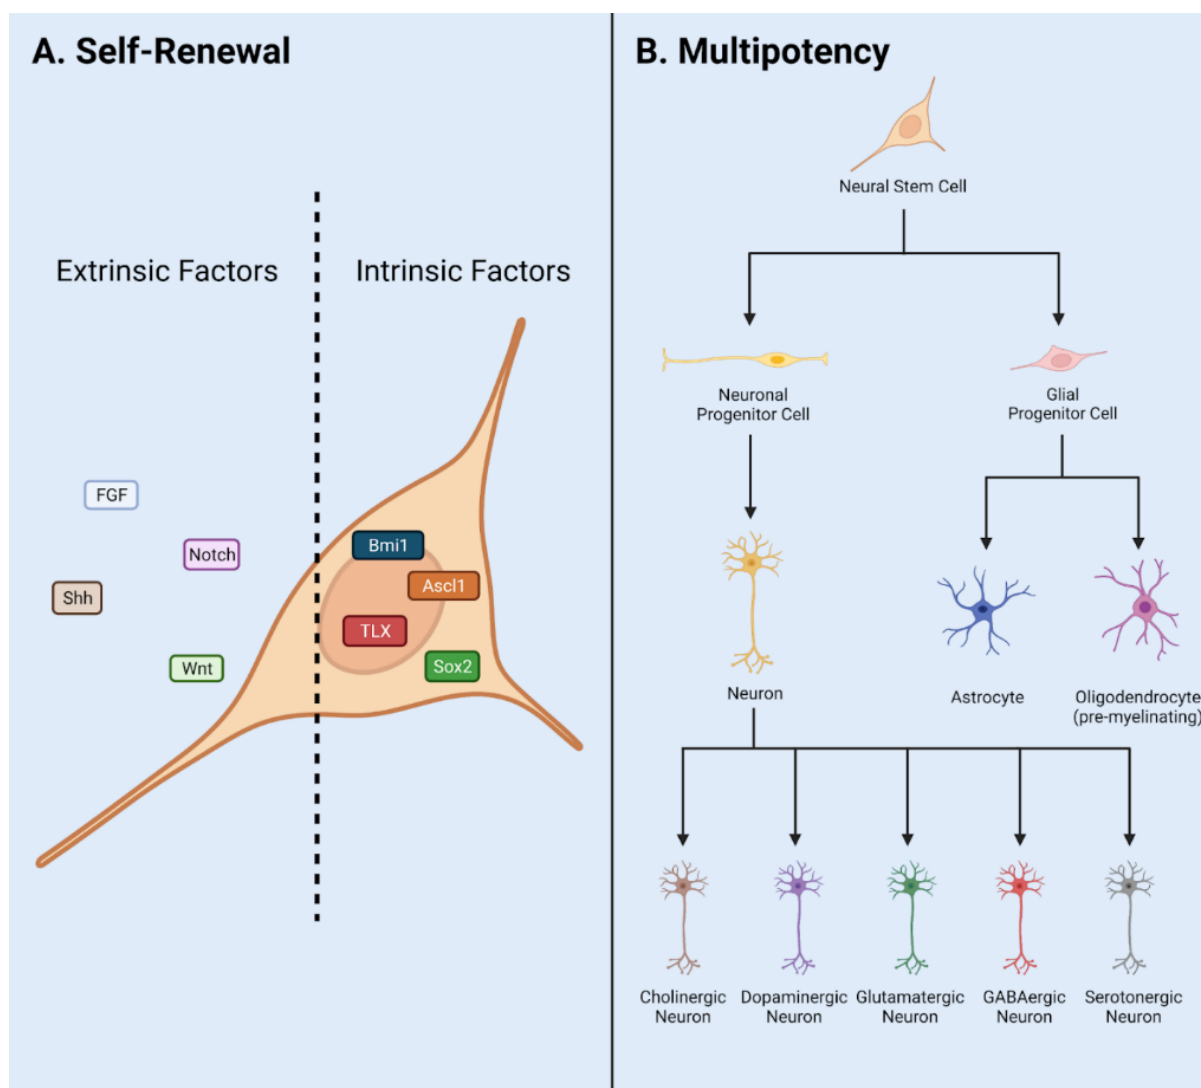 A. Self-Renewal
Extrinsic Factors
Intrinsic Factors
FGF
Notch
Shh
Wnt
Bmi1
Ascl1
TLX
Sox2
B. Multipotency
Neural Stem Cell
Neuronal
Progenitor Cell
Glial
Progenitor Cell
Neuron
Astrocyte
Oligodendrocyte
(pre-myelinating)
Cholinergic
Neuron
Dopaminergic
Neuron
Glutamatergic
Neuron
GABAergic
Neuron
Serotonergic
Neuron